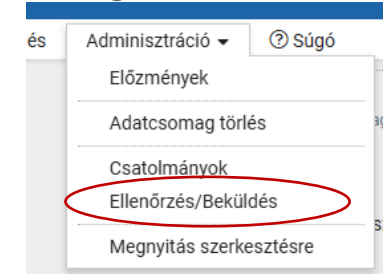 és Adminisztráció Súgó
Előzmények
Adatcsomag törlés
Csatolmányok
Ellenőrzés/Beküldés
Megnyitás szerkesztésre